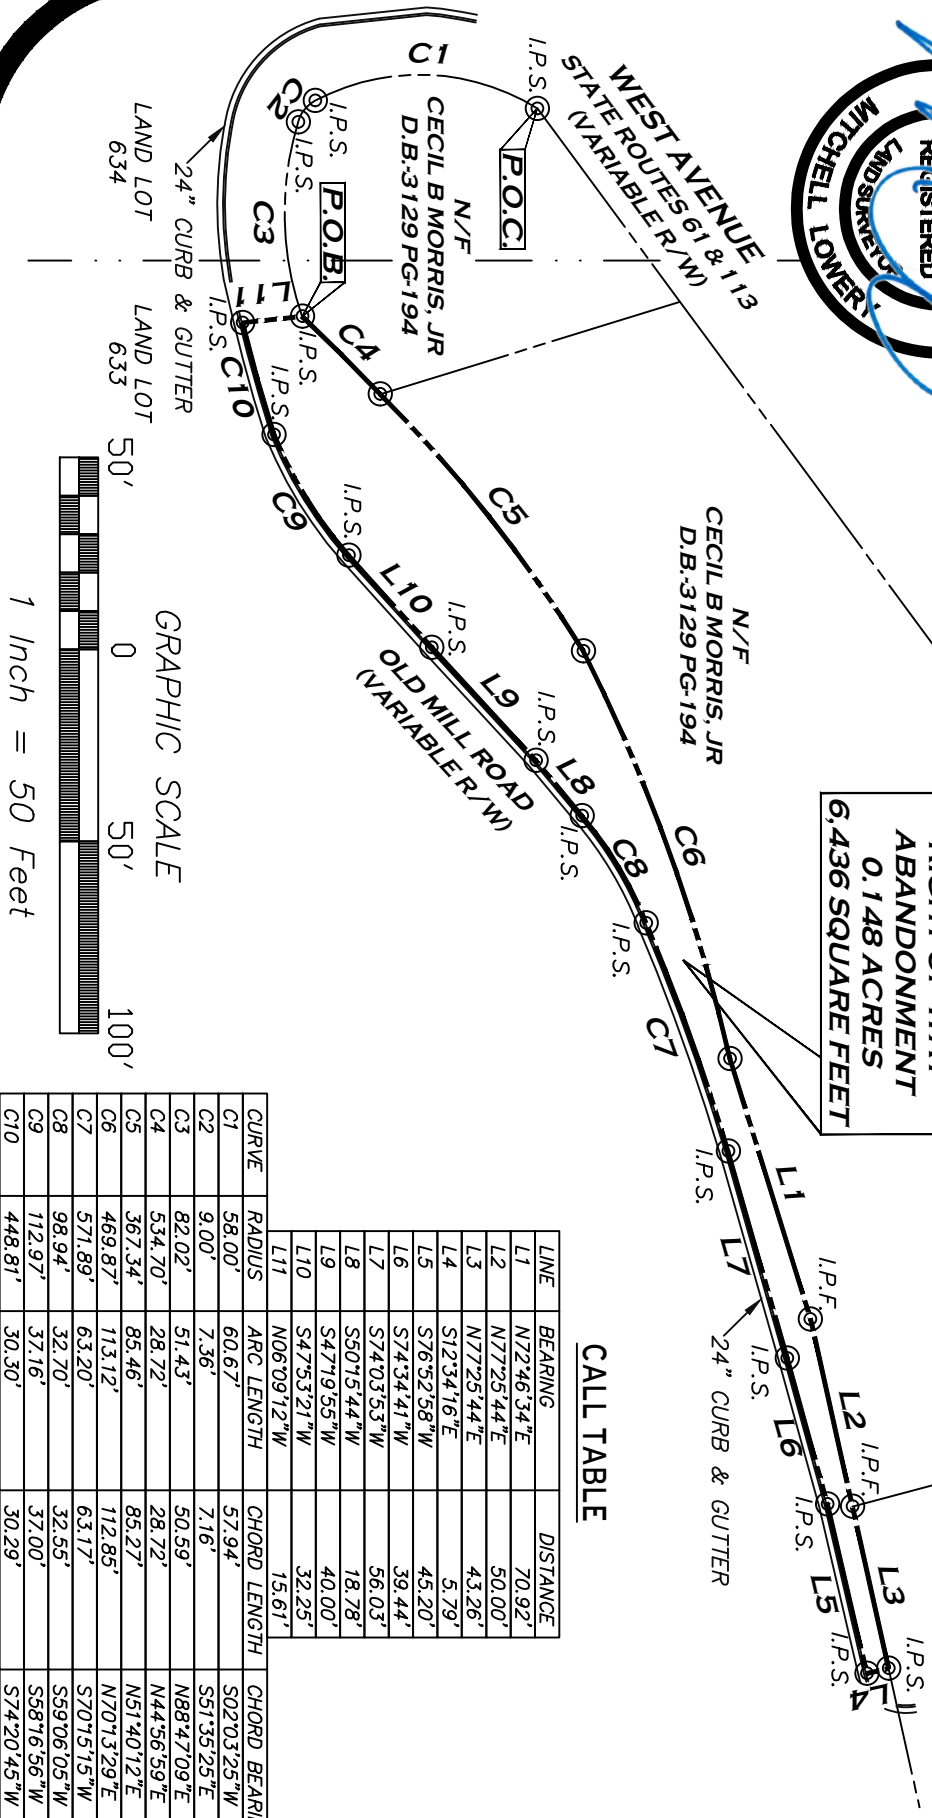 REGISTERED
LAND SURVEYOR
MITCHELL LOWERY
WEST AVENUE
STATE ROUTES 61 & 113
(VARIABLE R/W)
I.P.S.
P.O.C.
C1
N/F
CECIL B MORRIS, JR
D.B.-3129 PG-194
I.P.S.
C2
I.P.S.
P.O.B.
C3
L11
I.P.S.
I.P.S.
24" CURB & GUTTER
LAND LOT
634
LAND LOT
633
C4
C10
I.P.S.
C5
C9
I.P.S.
N/F
CECIL B MORRIS, JR
D.B.-3129 PG-194
L10
I.P.S.
L9
OLD MILL ROAD
(VARIABLE R/W)
I.P.S.
L8
I.P.S.
C6
C8
I.P.S.
ABANDONMENT
0.148 ACRES
6,436 SQUARE FEET
C7
I.P.S.
L1
L7
I.P.F.
I.P.S.
24" CURB & GUTTER
L2
L6
I.P.F.
I.P.S.
L3
L5
I.P.S.
I.P.S.
L4
50' 0 50' 100'
GRAPHIC SCALE
1 Inch = 50 Feet
CALL TABLE
LINE BEARING DISTANCE
L1 N72°46'34"E 70.92'
L2 N77°25'44"E 50.00'
L3 N77°25'44"E 43.26'
L4 S12°34'16"E 5.79'
L5 S76°52'58"W 45.20'
L6 S74°34'41"W 39.44'
L7 S74°03'53"W 56.03'
L8 S50°15'44"W 18.78'
L9 S47°19'55"W 40.00'
L10 S47°53'21"W 32.25'
L11 N06°09'12"W 15.61'
CURVE RADIUS ARC LENGTH CHORD LENGTH CHORD
C1 58.00' 60.67' 57.94' S02°03'25"W
C2 9.00' 7.36' 7.16' S51°35'25"E
C3 82.02' 51.43' 50.59' N88°47'09"E
C4 534.70' 28.72' 28.72' N44°56'59"E
C5 367.34' 85.46' 85.27' N51°40'12"E
C6 469.87' 113.12' 112.85' N70°13'29"E
C7 571.89' 63.20' 63.17' S70°15'15"W
C8 98.94' 32.70' 32.55' S59°06'05"W
C9 112.97' 37.16' 37.00' S58°16'56"W
C10 448.81' 30.30' 30.29' S74°20'45"W